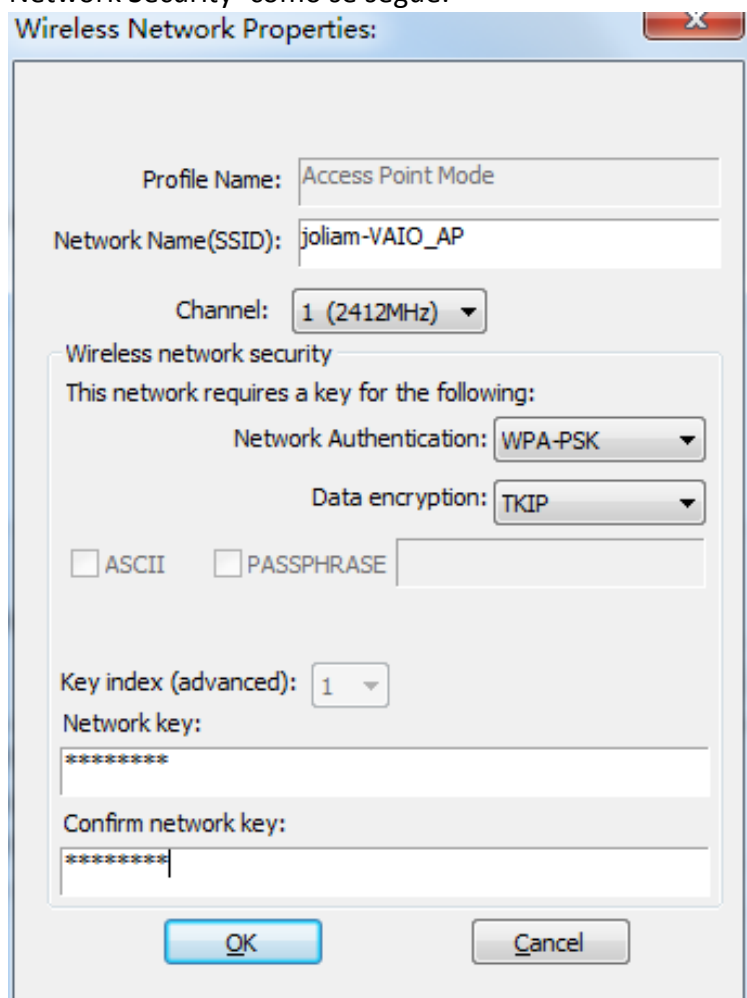 Network Security" como se segue:
Wireless Network Properties:
X
Profile Name: Access Point Mode
Network Name(SSID): joliam-VAIO_AP
Channel: 1 (2412MHz)
Wireless network security
This network requires a key for the following:
Network Authentication: WPA-PSK
Data encryption: TKIP
ASCII PASSPHRASE
Key index (advanced): 1
Network key:
********
Confirm network key:
********
OK Cancel